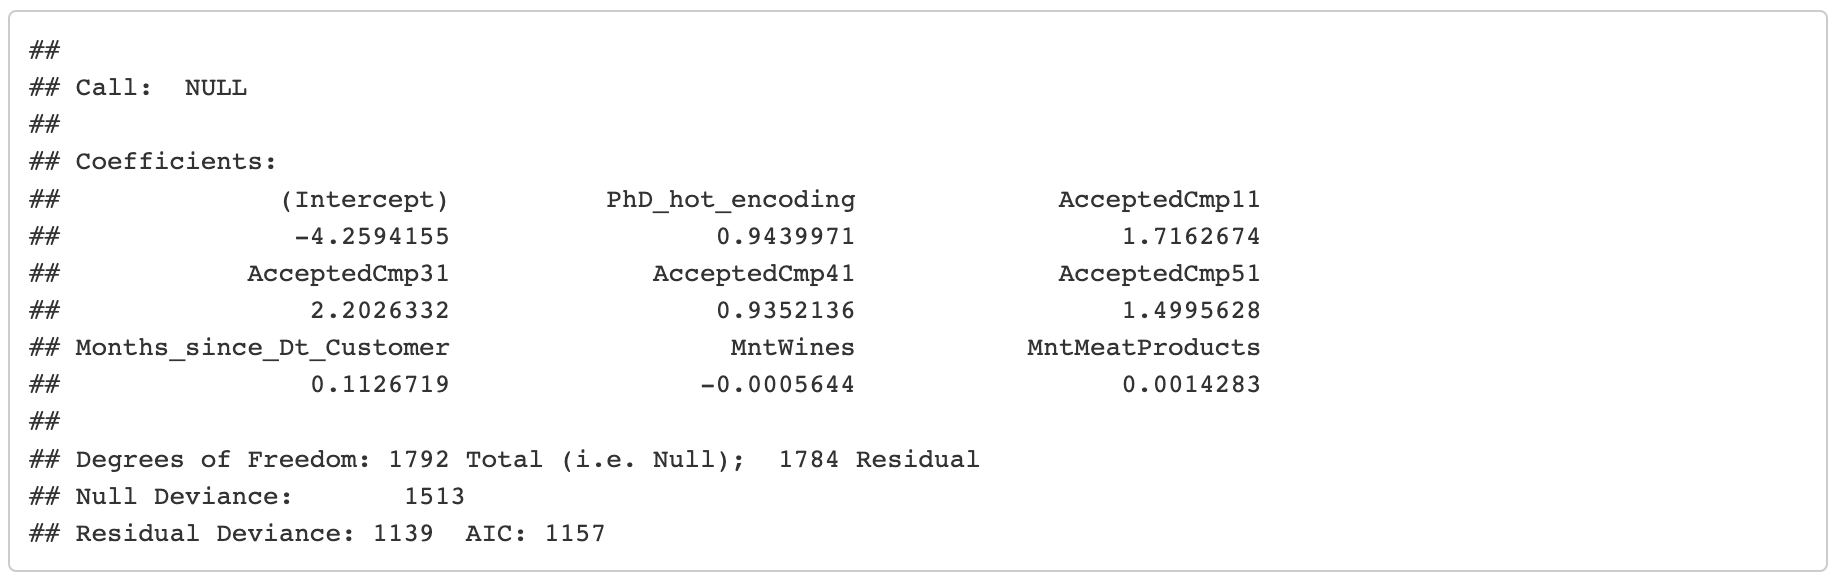 ##
## Call:  NULL
##
## Coefficients:
##              (Intercept)          PhD_hot_encoding             AcceptedCmp11
##               -4.2594155                 0.9439971                 1.7162674
##            AcceptedCmp31             AcceptedCmp41             AcceptedCmp51
##                2.2026332                 0.9352136                 1.4995628
## Months_since_Dt_Customer                  MntWines           MntMeatProducts
##                0.1126719                -0.0005644                 0.0014283
##
## Degrees of Freedom: 1792 Total (i.e. Null);  1784 Residual
## Null Deviance:       1513
## Residual Deviance: 1139  AIC: 1157